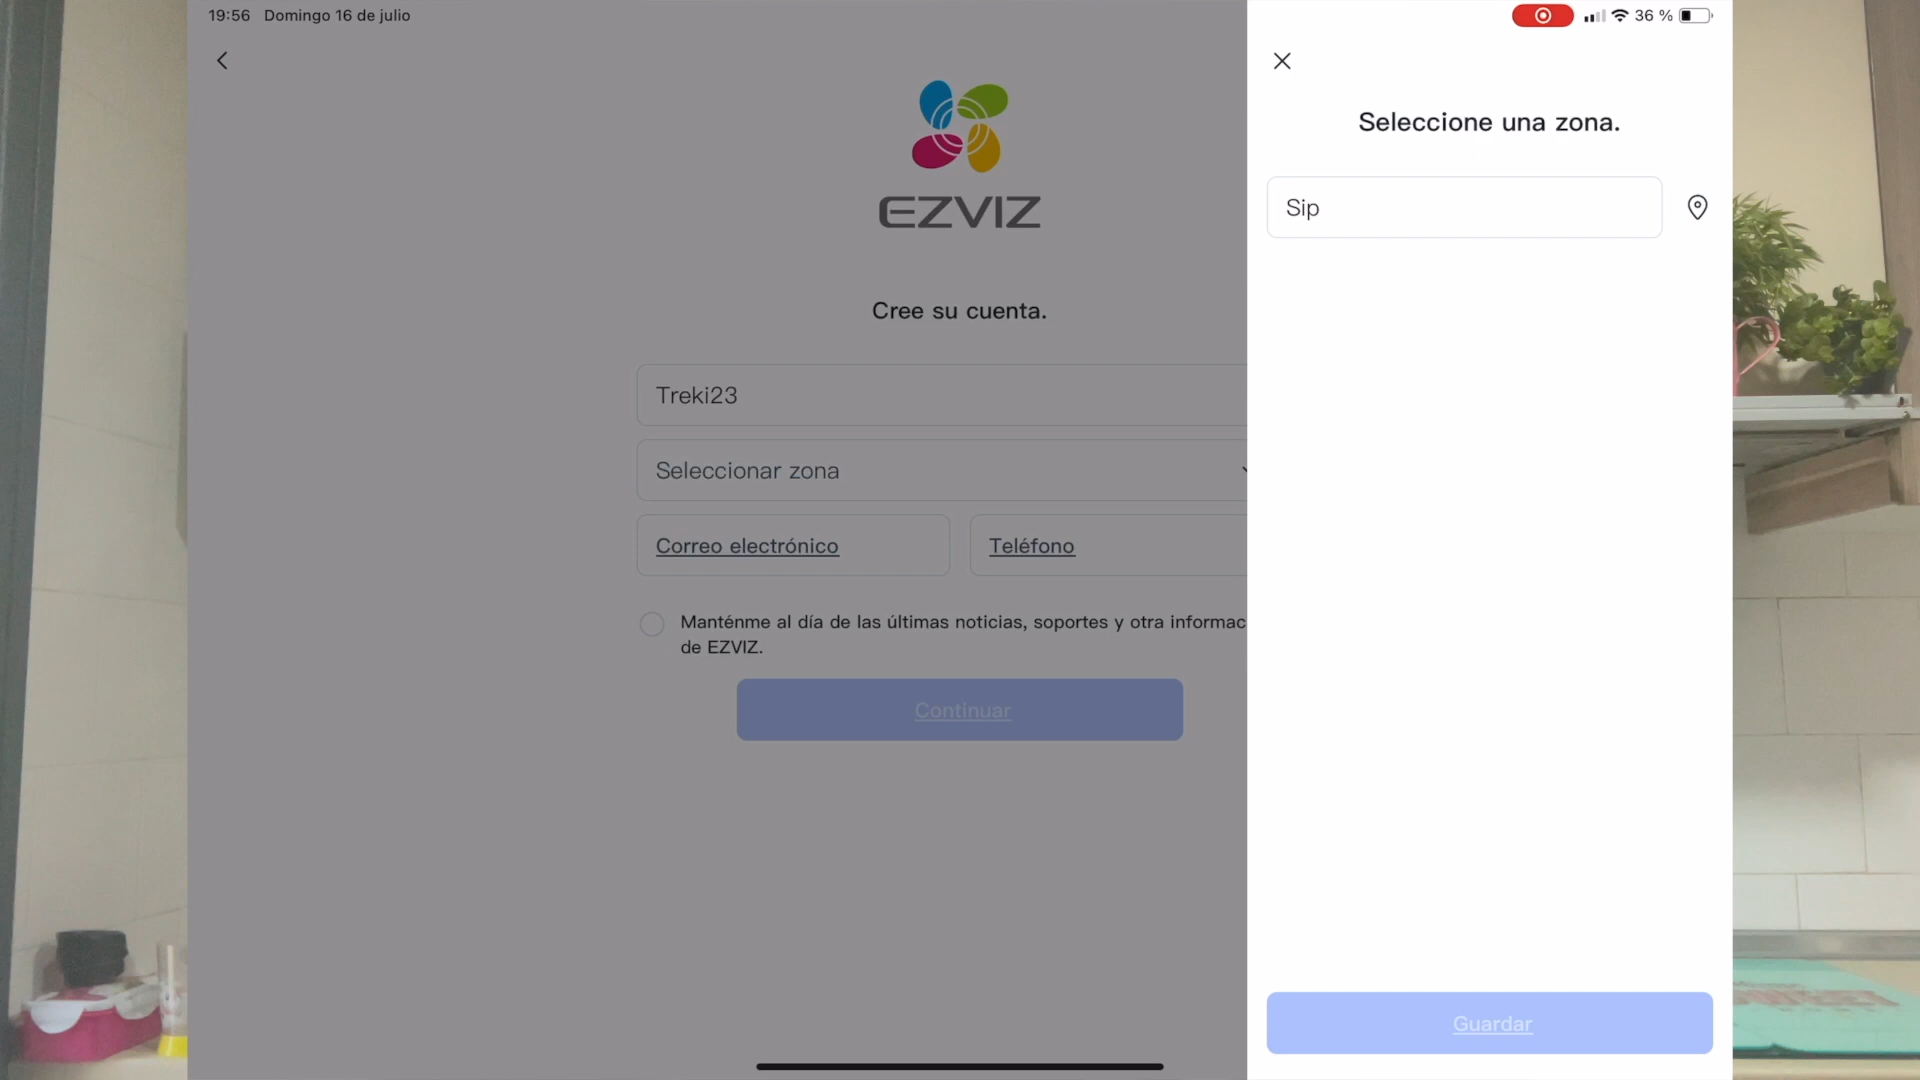 19:56 Domingo 16 de julio
36 %
EZVIZ
Cree su cuenta.
Treki23
Seleccionar zona
Correo electrónico
Teléfono
Manténme al día de las últimas noticias, soportes y otra informac
de EZVIZ.
Continuar
Seleccione una zona.
Sip
Guardar